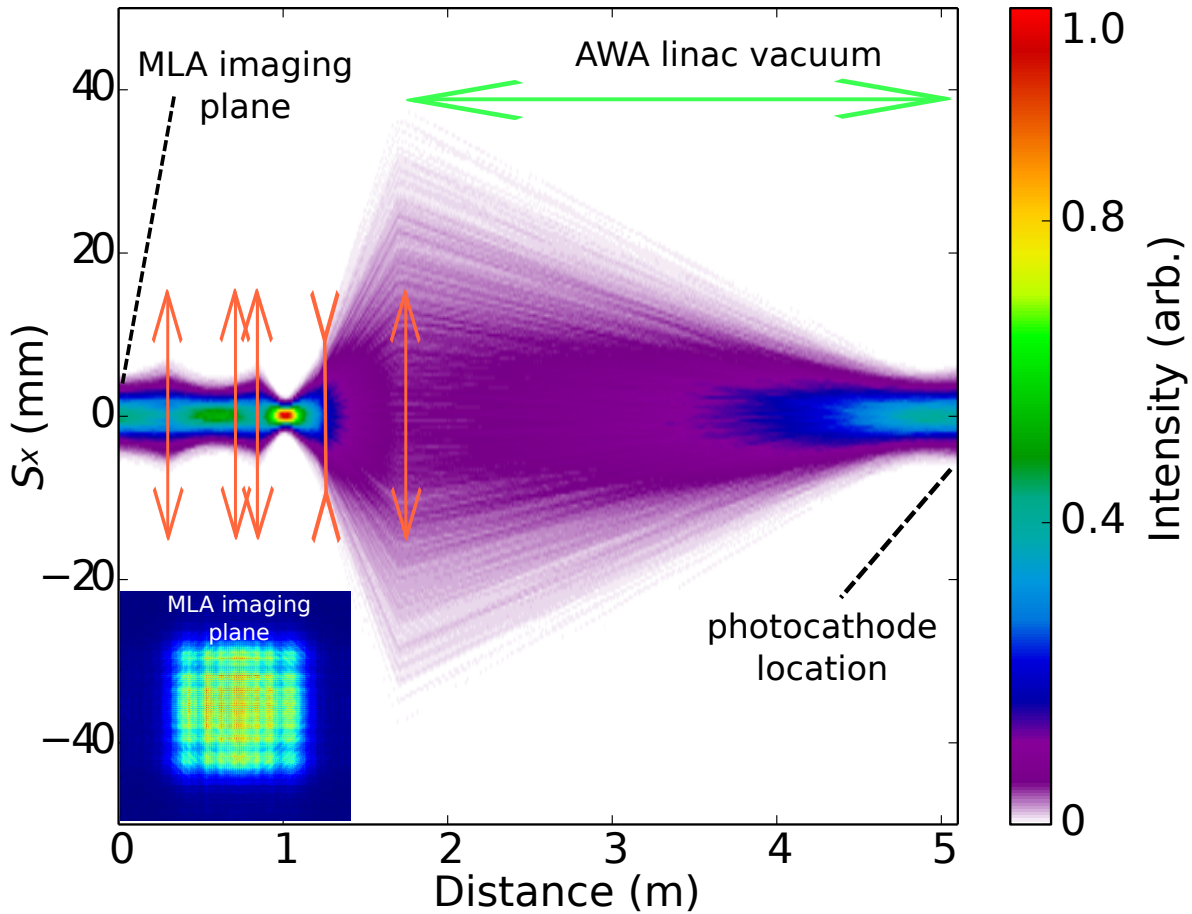 MLA imaging
plane
AWA linac vacuum
40
20
0
−20
−40
Sx (mm)
MLA imaging
plane
photocathode
location
0 1 2 3 4 5
Distance (m)
1.0
0.8
0.4
0
Intensity (arb.)